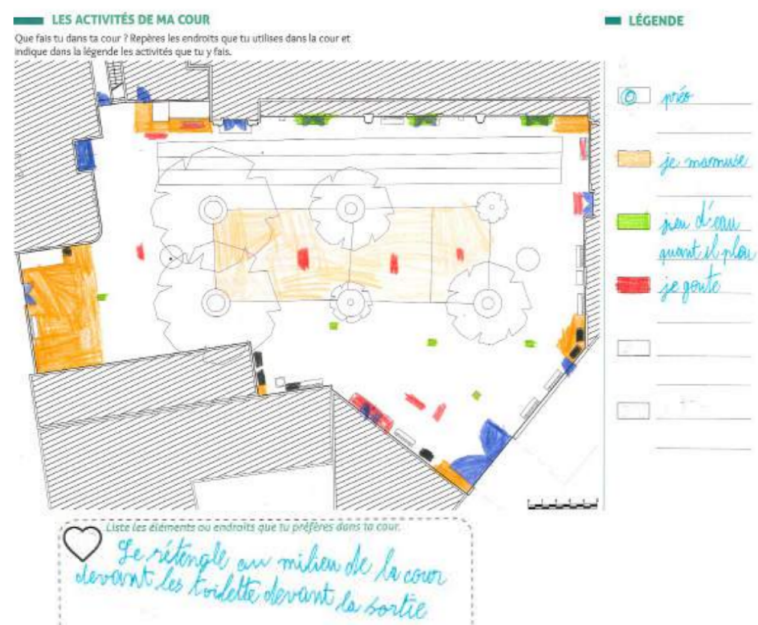 LES ACTIVITÉS DE MA COUR
Que fais tu dans ta cour ? Repères les endroits que tu utilises dans la cour et
indique dans la légende les activités que tu y fais.
LÉGENDE
préo
je mamuse
jeu d'eau
quant il plou
je goute
Liste les éléments ou endroits que tu préfères dans ta cour.
Le réténgle au milieu de la cour
devant les toilette devant la sortie